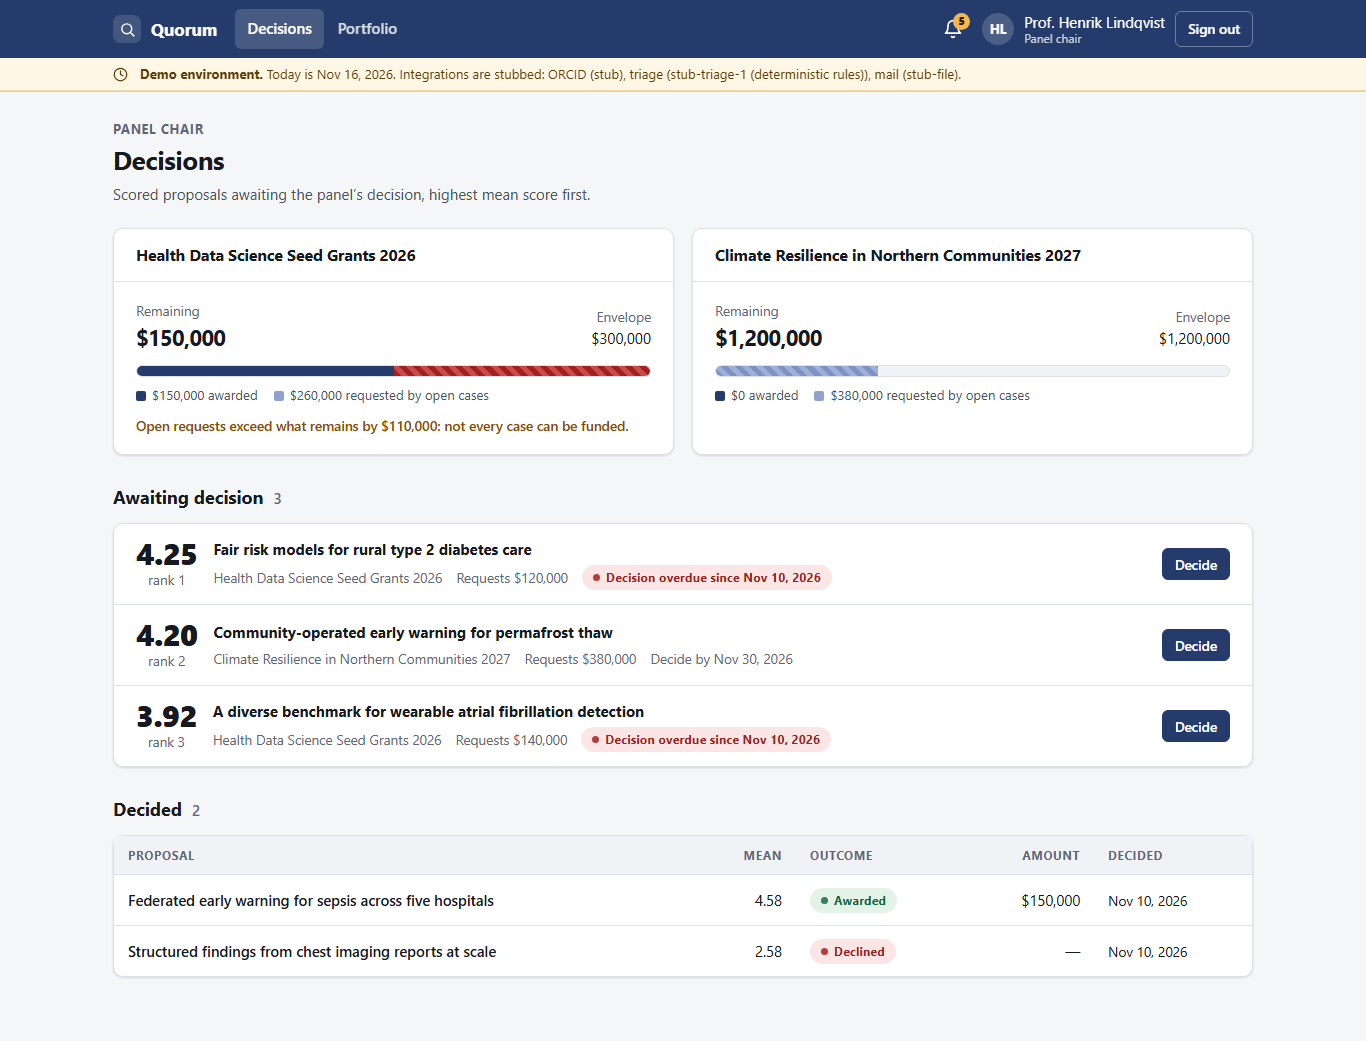 Quorum
Decisions
Portfolio
5
HL
Prof. Henrik Lindqvist
Panel chair
Sign out
Demo environment. Today is Nov 16, 2026. Integrations are stubbed: ORCID (stub), triage (stub-triage-1 (deterministic rules)), mail (stub-file).
PANEL CHAIR
Decisions
Scored proposals awaiting the panel's decision, highest mean score first.
Health Data Science Seed Grants 2026
Remaining
$150,000
Envelope
$300,000
$150,000 awarded
$260,000 requested by open cases
Open requests exceed what remains by $110,000: not every case can be funded.
Climate Resilience in Northern Communities 2027
Remaining
$1,200,000
Envelope
$1,200,000
$0 awarded
$380,000 requested by open cases
Awaiting decision 3
4.25
rank 1
Fair risk models for rural type 2 diabetes care
Health Data Science Seed Grants 2026 Requests $120,000 Decision overdue since Nov 10, 2026
Decide
4.20
rank 2
Community-operated early warning for permafrost thaw
Climate Resilience in Northern Communities 2027 Requests $380,000 Decide by Nov 30, 2026
Decide
3.92
rank 3
A diverse benchmark for wearable atrial fibrillation detection
Health Data Science Seed Grants 2026 Requests $140,000 Decision overdue since Nov 10, 2026
Decide
Decided 2
PROPOSAL MEAN OUTCOME AMOUNT DECIDED
Federated early warning for sepsis across five hospitals 4.58 Awarded $150,000 Nov 10, 2026
Structured findings from chest imaging reports at scale 2.58 Declined — Nov 10, 2026